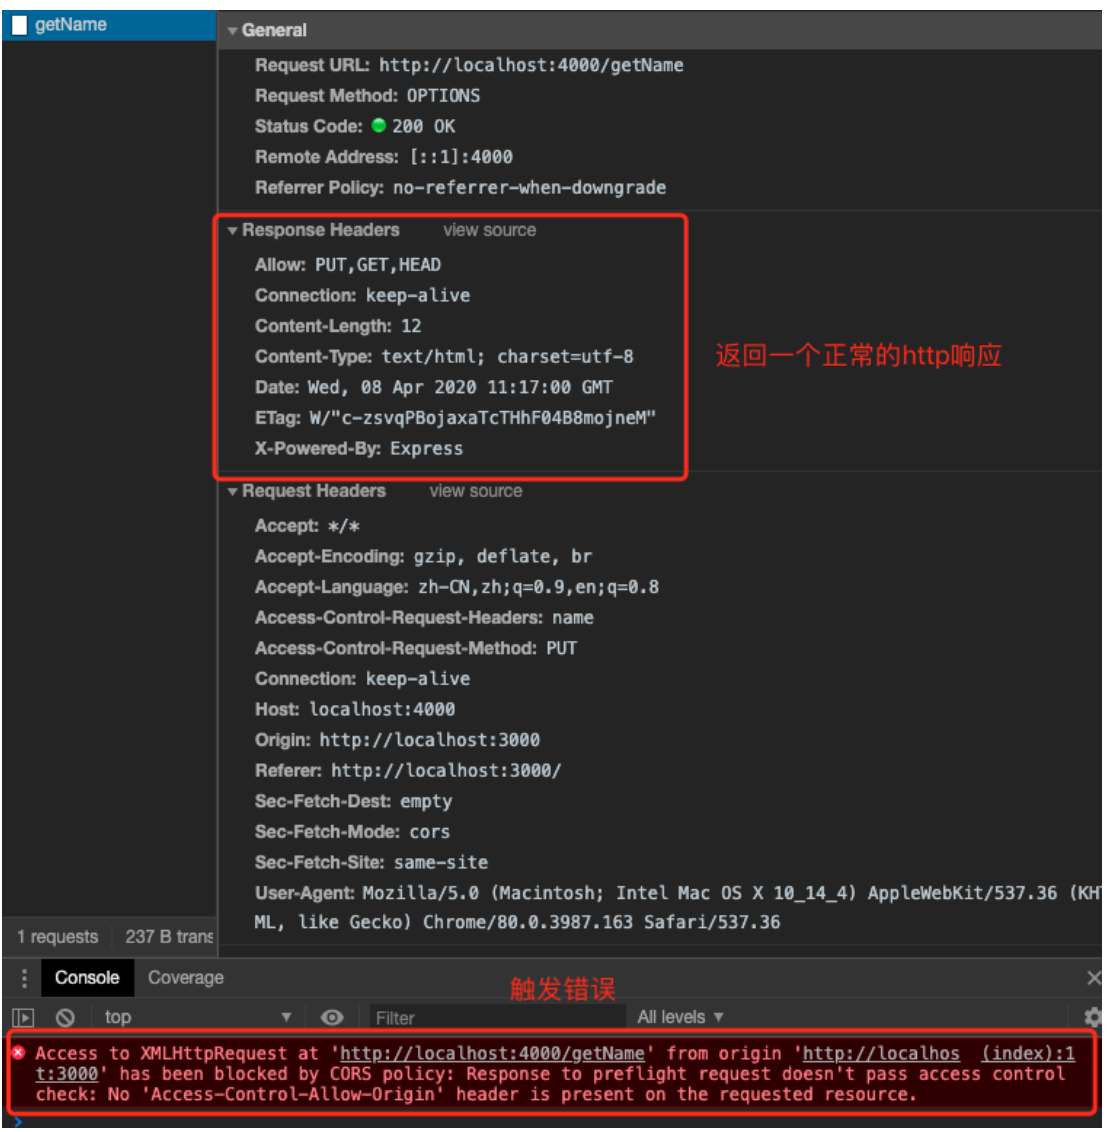 getName
General
Request URL: http://localhost:4000/getName
Request Method: OPTIONS
Status Code: 200 OK
Remote Address: [::1]:4000
Referrer Policy: no-referrer-when-downgrade
Response Headers view source
Allow: PUT,GET,HEAD
Connection: keep-alive
Content-Length: 12
Content-Type: text/html; charset=utf-8
返回一个正常的http响应
Date: Wed, 08 Apr 2020 11:17:00 GMT
ETag: W/"c-zsvqPBojaxaTcTHhF04B8mojneM"
X-Powered-By: Express
Request Headers view source
Accept: */*
Accept-Encoding: gzip, deflate, br
Accept-Language: zh-CN,zh;q=0.9,en;q=0.8
Access-Control-Request-Headers: name
Access-Control-Request-Method: PUT
Connection: keep-alive
Host: localhost:4000
Origin: http://localhost:3000
Referer: http://localhost:3000/
Sec-Fetch-Dest: empty
Sec-Fetch-Mode: cors
Sec-Fetch-Site: same-site
User-Agent: Mozilla/5.0 (Macintosh; Intel Mac OS X 10_14_4) AppleWebKit/537.36 (KHT
ML, like Gecko) Chrome/80.0.3987.163 Safari/537.36
1 requests 237 B trans
Console Coverage
触发错误
top Filter All levels
Access to XMLHttpRequest at 'http://localhost:4000/getName' from origin 'http://localhos (index):1
t:3000' has been blocked by CORS policy: Response to preflight request doesn't pass access control
check: No 'Access-Control-Allow-Origin' header is present on the requested resource.